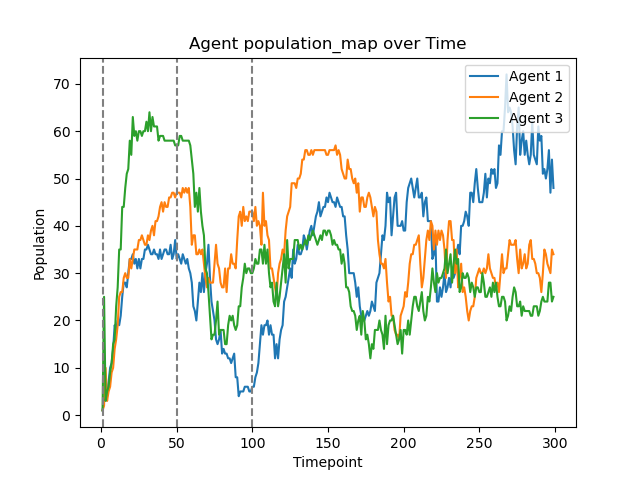 Agent population_map over Time
Agent 1
Agent 2
Agent 3
70
60
50
40
30
20
10
0
Population
0 50 100 150 200 250 300
Timepoint